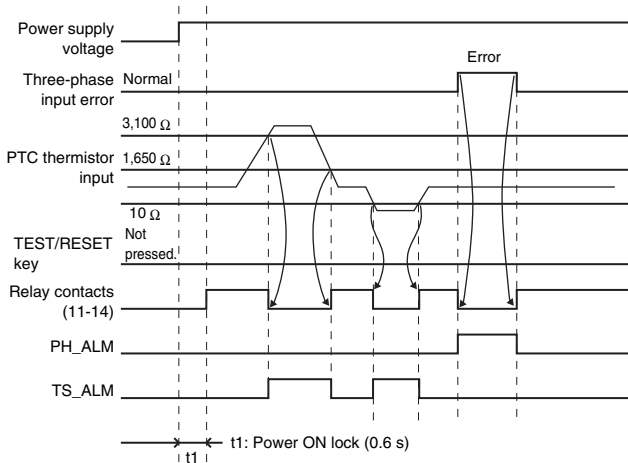 Power supply
voltage
Error
Three-phase
input error
Normal
3,100 Ω
PTC thermistor
input
1,650 Ω
10 Ω
TEST/RESET
key
Not
pressed.
Relay contacts
(11-14)
PH_ALM
TS_ALM
t1: Power ON lock (0.6 s)
t1